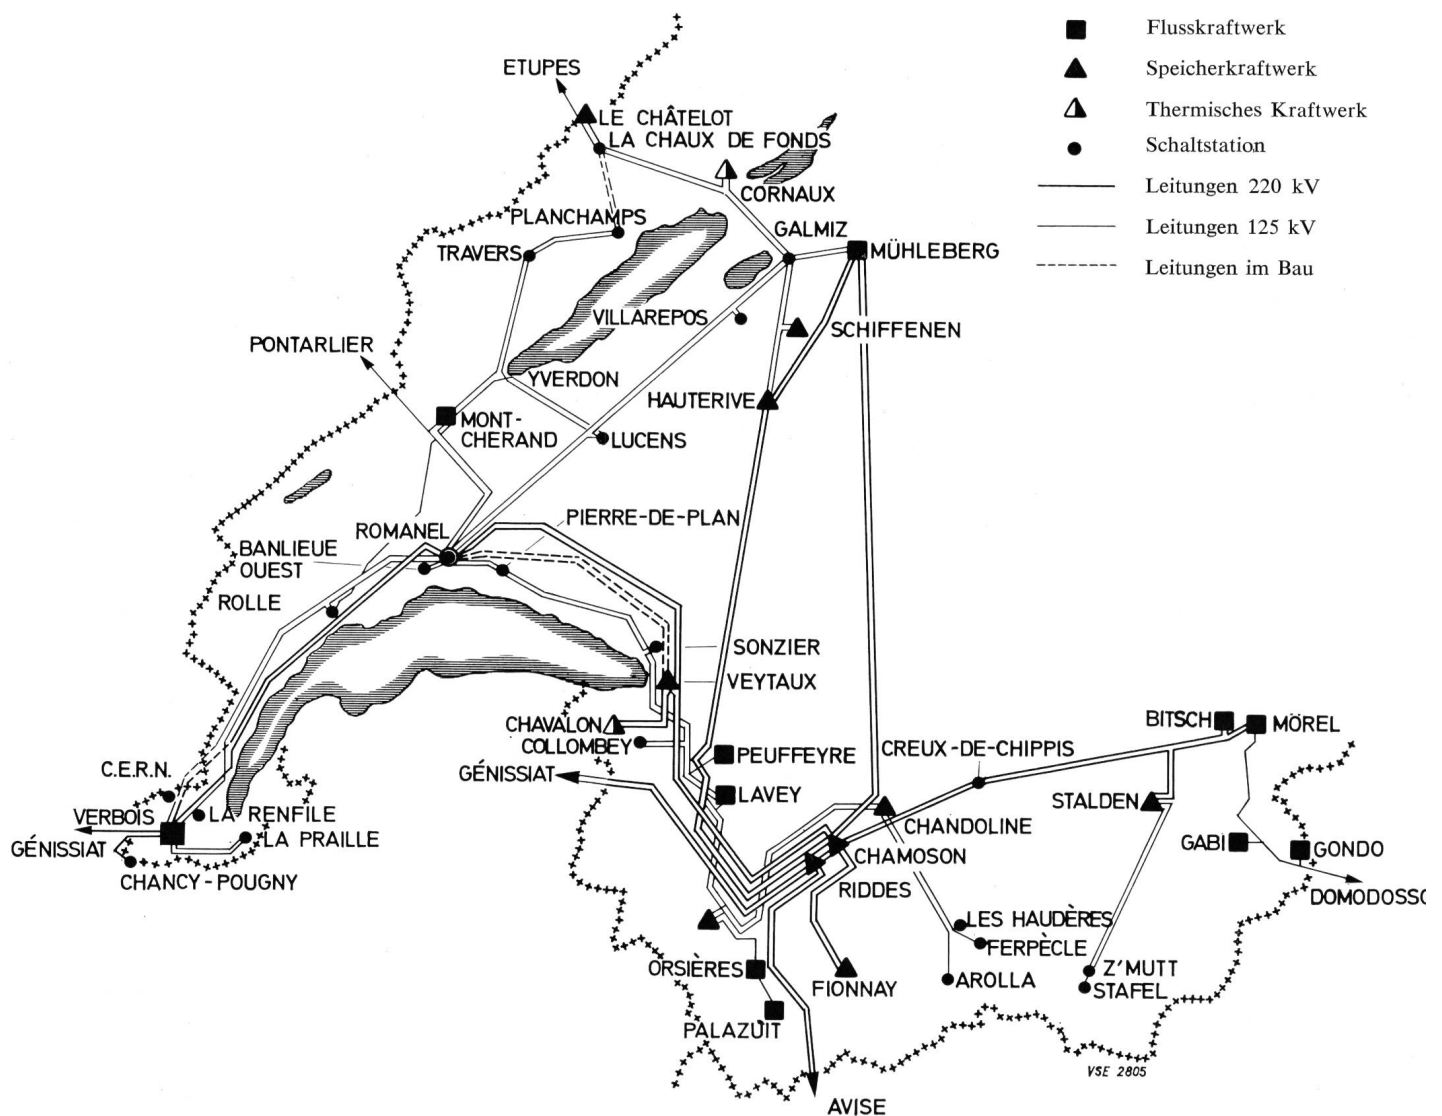 Flusskraftwerk
Speicherkraftwerk
Thermisches Kraftwerk
Schaltstation
Leitungen 220 kV
Leitungen 125 kV
Leitungen im Bau
ETUPES
LE CHÂTELOT
LA CHAUX DE FONDS
CORNAUX
PLANCHAMPS
GALMIZ
TRAVERS
MÜHLEBERG
VILLAREPOS
SCHIFFENEN
PONTARLIER
YVERDON
HAUTERIVE
MONT-
CHERAND
LUCENS
PIERRE-DE-PLAN
ROMANEL
BANLIEUE
OUEST
ROLLE
SONZIER
VEYTAUX
CHAVALON
COLLOMBEY
BITSCH
MÖREL
PEUFFEYRE
CREUX-DE-CHIPPIS
GÉNISSIAT
C.E.R.N.
LAVEY
STALDEN
VERBOIS
LA RENFILE
CHANDOLINE
LA PRAILLE
GÉNISSIAT
CHAMOSON
GABI
GONDO
CHANCY-POUGNY
RIDDES
DOMODOSSO
LES HAUDÈRES
FERPÈCLE
ORSIÈRES
Z'MUTT
FIONNAY
AROLLA
STAFEL
PALAZUIT
VSE 2805
AVISE